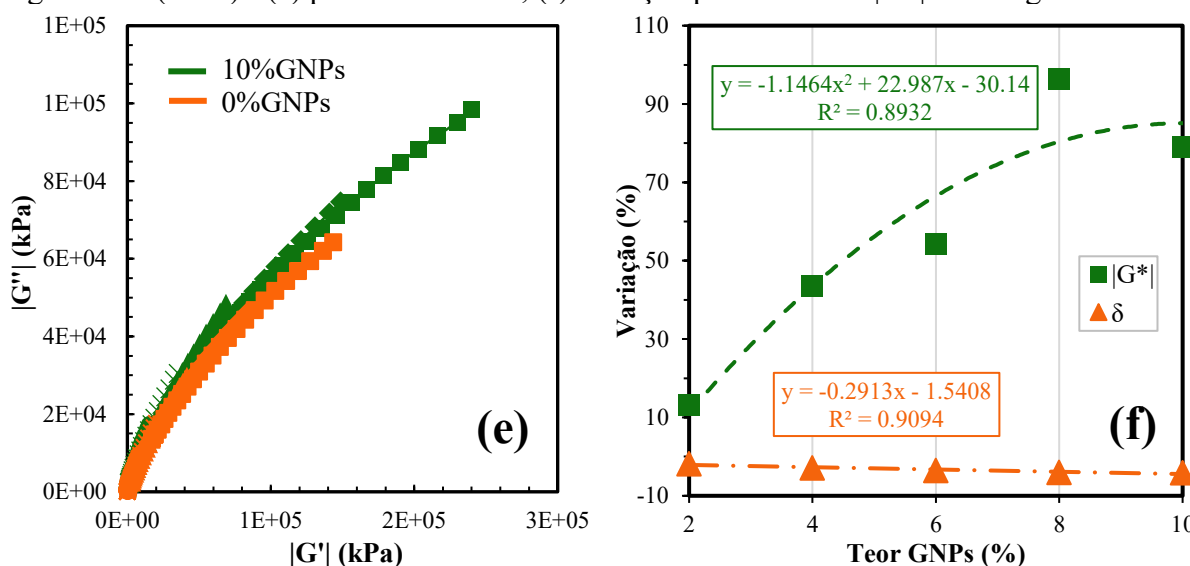 1E+05
1E+05
8E+04
6E+04
4E+04
2E+04
0E+00
|G''| (kPa)
10%GNPs
0%GNPs
(e)
0E+00 1E+05 2E+05 3E+05
|G'| (kPa)
110
90
70
50
30
10
-10
Variação (%)
y = -1.1464x² + 22.987x - 30.14
R² = 0.8932
|G*|
δ
y = -0.2913x - 1.5408
R² = 0.9094
(f)
2 4 6 8 10
Teor GNPs (%)